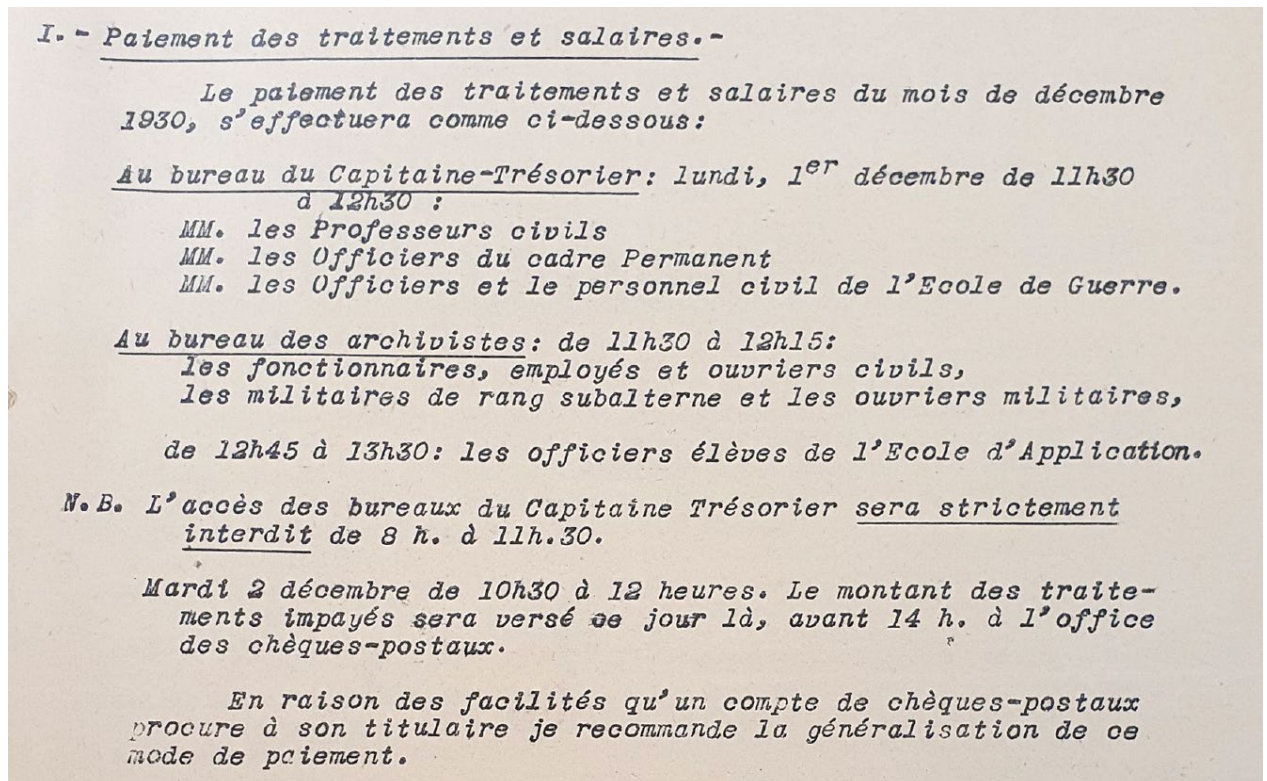 I.- Paiement des traitements et salaires.-
Le paiement des traitements et salaires du mois de décembre
1930, s'effectuera comme ci-dessous:
Au bureau du Capitaine-Trésorier: lundi, 1er décembre de 11h30
à 12h30 :
MM. les Professeurs civils
MM. les Officiers du cadre Permanent
MM. les Officiers et le personnel civil de l'Ecole de Guerre.
Au bureau des archivistes: de 11h30 à 12h15:
les fonctionnaires, employés et ouvriers civils,
les militaires de rang subalterne et les ouvriers militaires,
de 12h45 à 13h30: les officiers élèves de l'Ecole d'Application.
N.B. L'accès des bureaux du Capitaine Trésorier sera strictement
interdit de 8 h. à 11h.30.
Mardi 2 décembre de 10h30 à 12 heures. Le montant des traite-
ments impayés sera versé ce jour là, avant 14 h. à l'office
des chèques-postaux.
En raison des facilités qu'un compte de chèques-postaux
procure à son titulaire je recommande la généralisation de ce
mode de paiement.